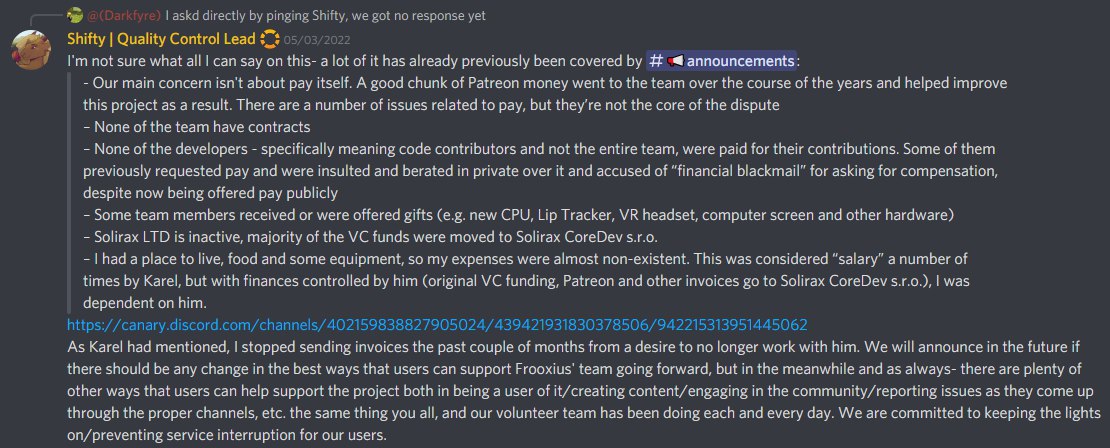 @(Darkfyre) I askd directly by pinging Shifty, we got no response yet
Shifty | Quality Control Lead 05/03/2022
I'm not sure what all I can say on this- a lot of it has already previously been covered by # announcements:
- Our main concern isn't about pay itself. A good chunk of Patreon money went to the team over the course of the years and helped improve
this project as a result. There are a number of issues related to pay, but they’re not the core of the dispute
– None of the team have contracts
– None of the developers - specifically meaning code contributors and not the entire team, were paid for their contributions. Some of them
previously requested pay and were insulted and berated in private over it and accused of “financial blackmail” for asking for compensation,
despite now being offered pay publicly
– Some team members received or were offered gifts (e.g. new CPU, Lip Tracker, VR headset, computer screen and other hardware)
– Solirax LTD is inactive, majority of the VC funds were moved to Solirax CoreDev s.r.o.
– I had a place to live, food and some equipment, so my expenses were almost non-existent. This was considered “salary” a number of
times by Karel, but with finances controlled by him (original VC funding, Patreon and other invoices go to Solirax CoreDev s.r.o.), I was
dependent on him.
https://canary.discord.com/channels/402159838827905024/439421931830378506/942215313951445062
As Karel had mentioned, I stopped sending invoices the past couple of months from a desire to no longer work with him. We will announce in the future if
there should be any change in the best ways that users can support Frooxius' team going forward, but in the meanwhile and as always- there are plenty of
other ways that users can help support the project both in being a user of it/creating content/engaging in the community/reporting issues as they come up
through the proper channels, etc. the same thing you all, and our volunteer team has been doing each and every day. We are committed to keeping the lights
on/preventing service interruption for our users.